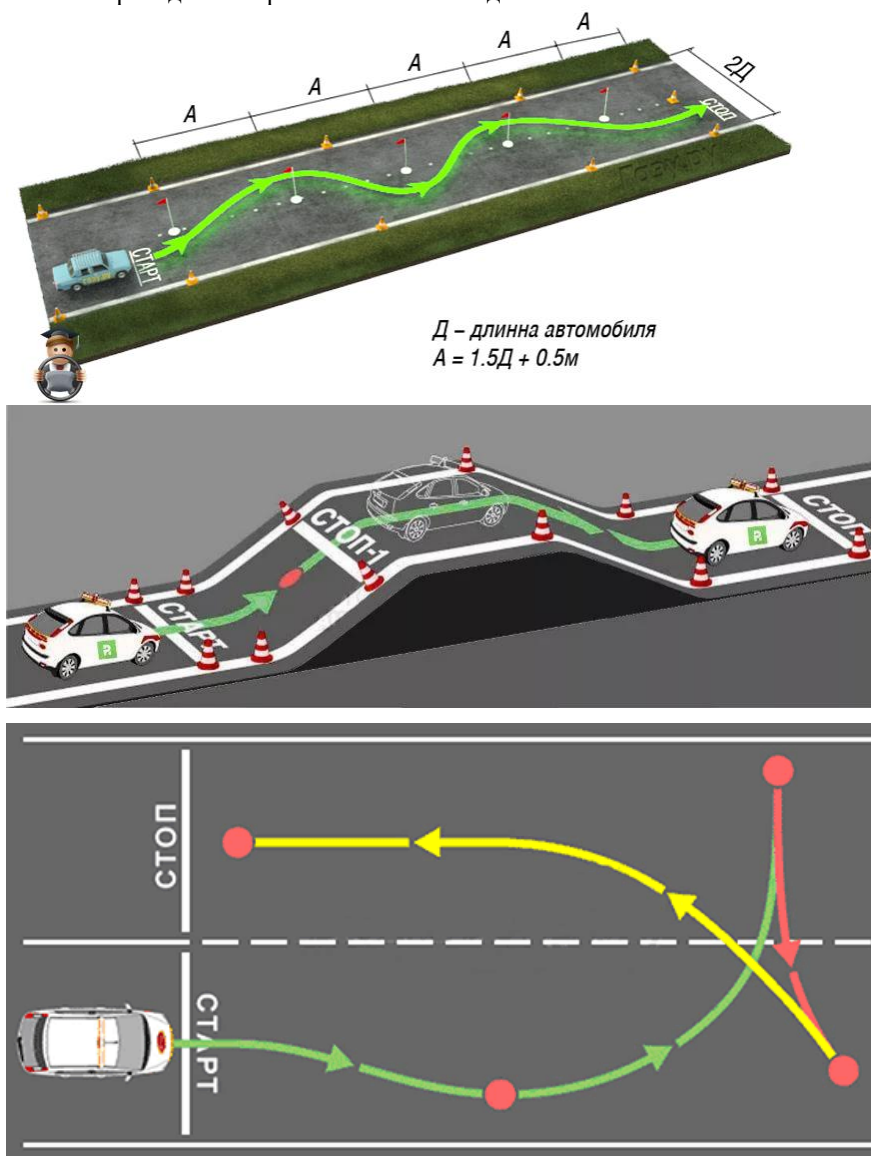 А
А
А
А
А
2Д
СТОП
СТАРТ
Д – длинна автомобиля
А = 1.5Д + 0.5м
СТОП-1
СТОП
СТАРТ
СТОП
СТАРТ